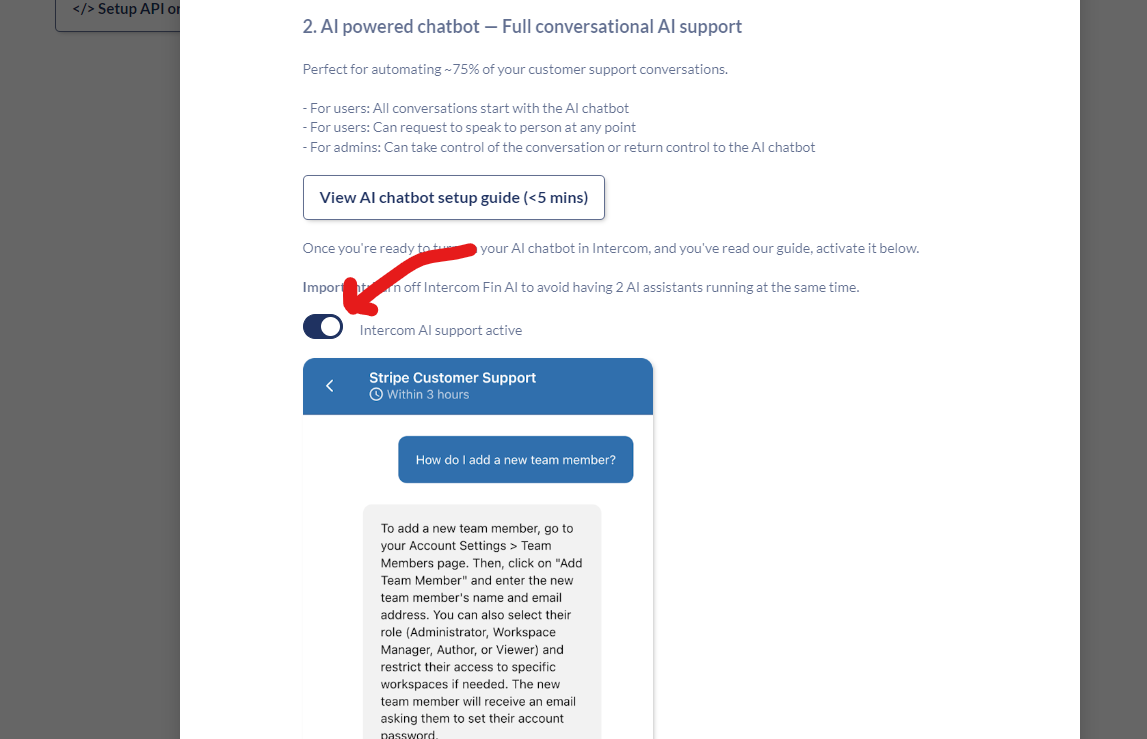 </> Setup API or
2. AI powered chatbot — Full conversational AI support
Perfect for automating ~75% of your customer support conversations.
- For users: All conversations start with the AI chatbot
- For users: Can request to speak to person at any point
- For admins: Can take control of the conversation or return control to the AI chatbot
View AI chatbot setup guide (<5 mins)
Once you're ready to your AI chatbot in Intercom, and you've read our guide, activate it below.
off Intercom Fin AI to avoid having 2 AI assistants running at the same time.
Intercom AI support active
Stripe Customer Support
Within 3 hours
How do I add a new team member?
To add a new team member, go to
your Account Settings > Team
Members page. Then, click on "Add
Team Member" and enter the new
team member's name and email
address. You can also select their
role (Administrator, Workspace
Manager, Author, or Viewer) and
restrict their access to specific
workspaces if needed. The new
team member will receive an email
asking them to set their account
password.